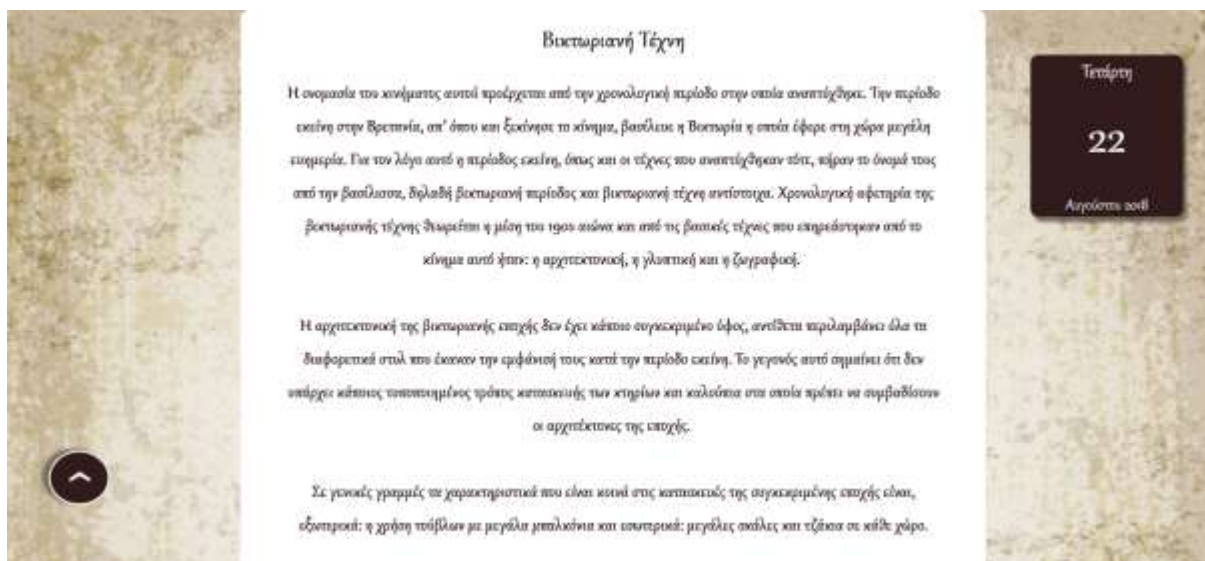 Βικτωριανή Τέχνη
Η ονομασία του κινήματος αυτού προέρχεται από την χρονολογική περίοδο στην οποία αναπτύχθηκε. Την περίοδο
εκείνη στην Βρετανία, απ’ όπου και ξεκίνησε το κίνημα, βασίλευε η Βικτωρία η οποία έφερε στη χώρα μεγάλη
ευημερία. Για τον λόγο αυτό η περίοδος εκείνη, όπως και οι τέχνες που αναπτύχθηκαν τότε, πήραν το όνομά τους
από την βασίλισσα, δηλαδή βικτωριανή περίοδος και βικτωριανή τέχνη αντίστοιχα. Χρονολογική αφετηρία της
βικτωριανής τέχνης θεωρείται η μέση του 19ου αιώνα και από τις βασικές τέχνες που επηρεάστηκαν από το
κίνημα αυτό ήταν: η αρχιτεκτονική, η γλυπτική και η ζωγραφική.
Η αρχιτεκτονική της βικτωριανής εποχής δεν έχει κάποιο συγκεκριμένο ύφος, αντίθετα περιλαμβάνει όλα τα
διαφορετικά στυλ που έκαναν την εμφάνισή τους κατά την περίοδο εκείνη. Το γεγονός αυτό σημαίνει ότι δεν
υπάρχει κάποιος τυποποιημένος τρόπος κατασκευής των κτηρίων και καλούπια στα οποία πρέπει να συμβαδίσουν
οι αρχιτέκτονες της εποχής.
Σε γενικές γραμμές τα χαρακτηριστικά που είναι κοινά στις κατασκευές της συγκεκριμένης εποχής είναι,
εξωτερικά: η χρήση τούβλων με μεγάλα μπαλκόνια και εσωτερικά: μεγάλες σκάλες και τζάκια σε κάθε χώρο.
Τετάρτη
22
Αυγούστου 2018